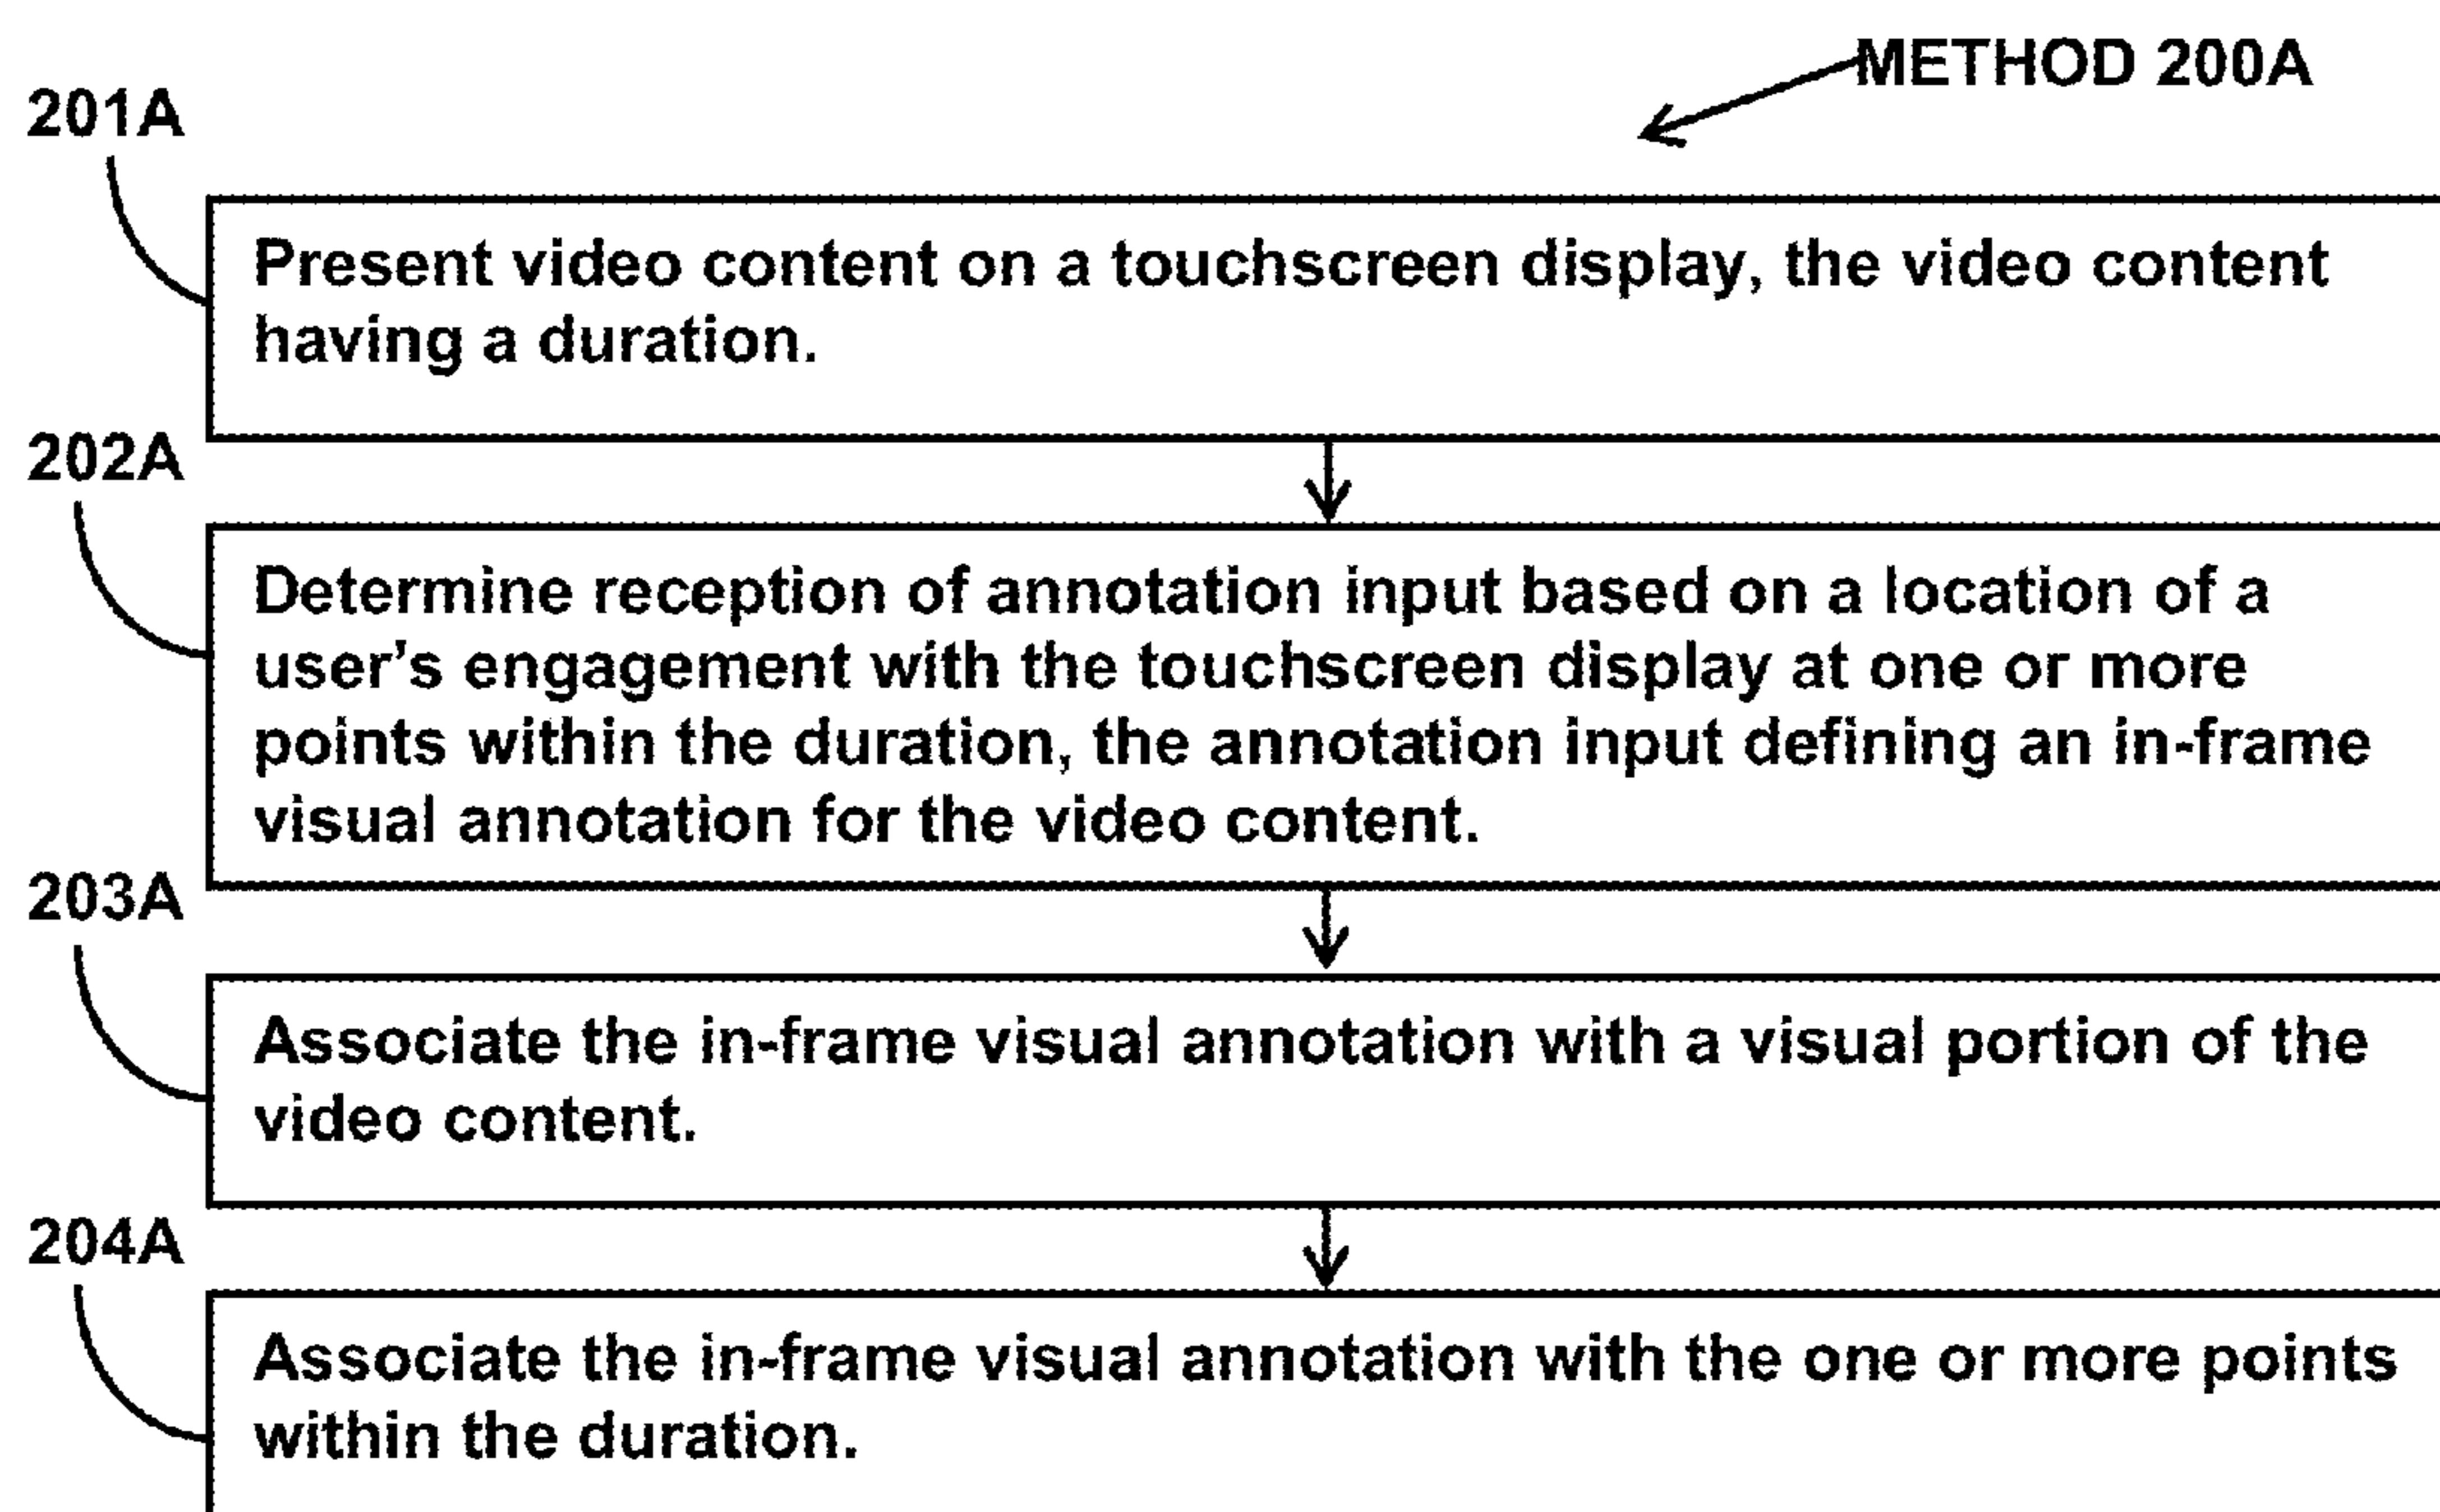 METHOD 200A
201A
Present video content on a touchscreen display, the video content
having a duration.
202A
Determine reception of annotation input based on a location of a
user’s engagement with the touchscreen display at one or more
points within the duration, the annotation input defining an in-frame
visual annotation for the video content.
203A
Associate the in-frame visual annotation with a visual portion of the
video content.
204A
Associate the in-frame visual annotation with the one or more points
within the duration.